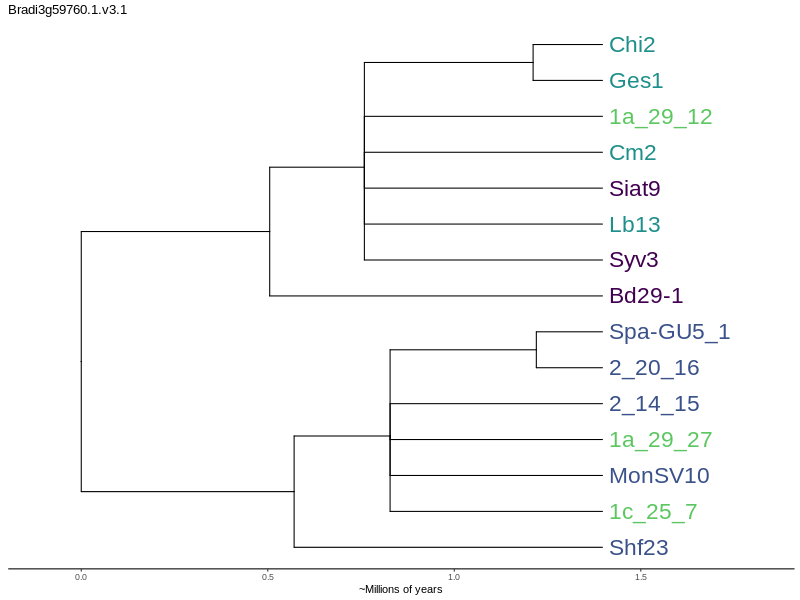 Bradi3g59760.1.v3.1
Chi2
Ges1
1a_29_12
Cm2
Siat9
Lb13
Syv3
Bd29-1
Spa-GU5_1
2_20_16
2_14_15
1a_29_27
MonSV10
1c_25_7
Shf23
0.0 0.5 1.0 1.5
~Millions of years